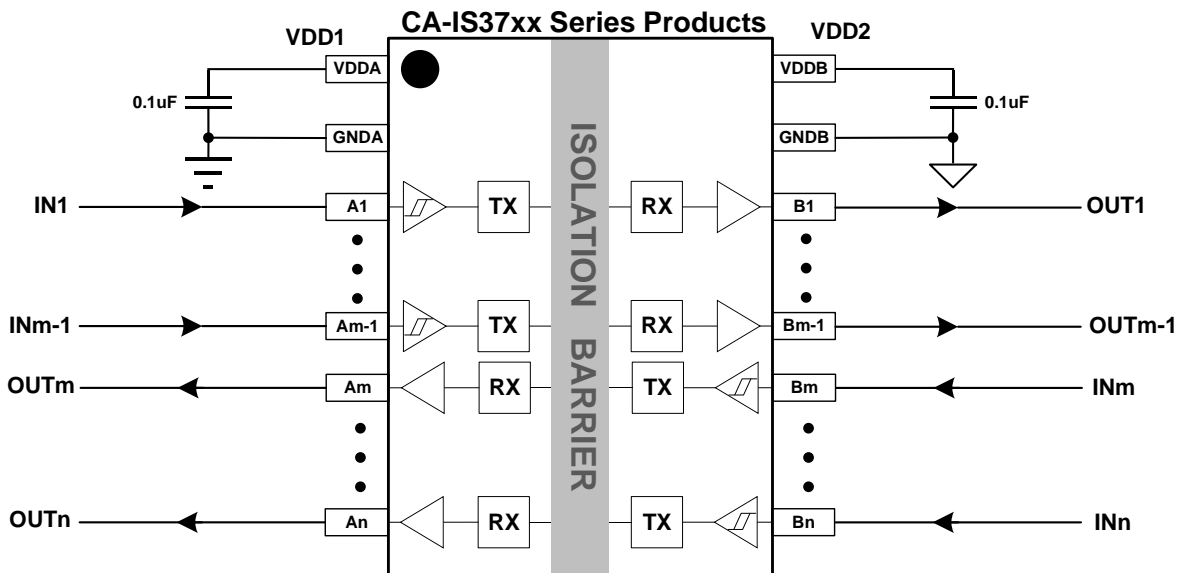 CA-IS37xx Series Products
VDD1
VDD2
VDDA
VDDB
0.1uF
0.1uF
GNDA
GNDB
ISOLATION BARRIER
IN1
A1
TX
RX
B1
OUT1
INm-1
Am-1
TX
RX
Bm-1
OUTm-1
OUTm
Am
RX
TX
Bm
INm
OUTn
An
RX
TX
Bn
INn